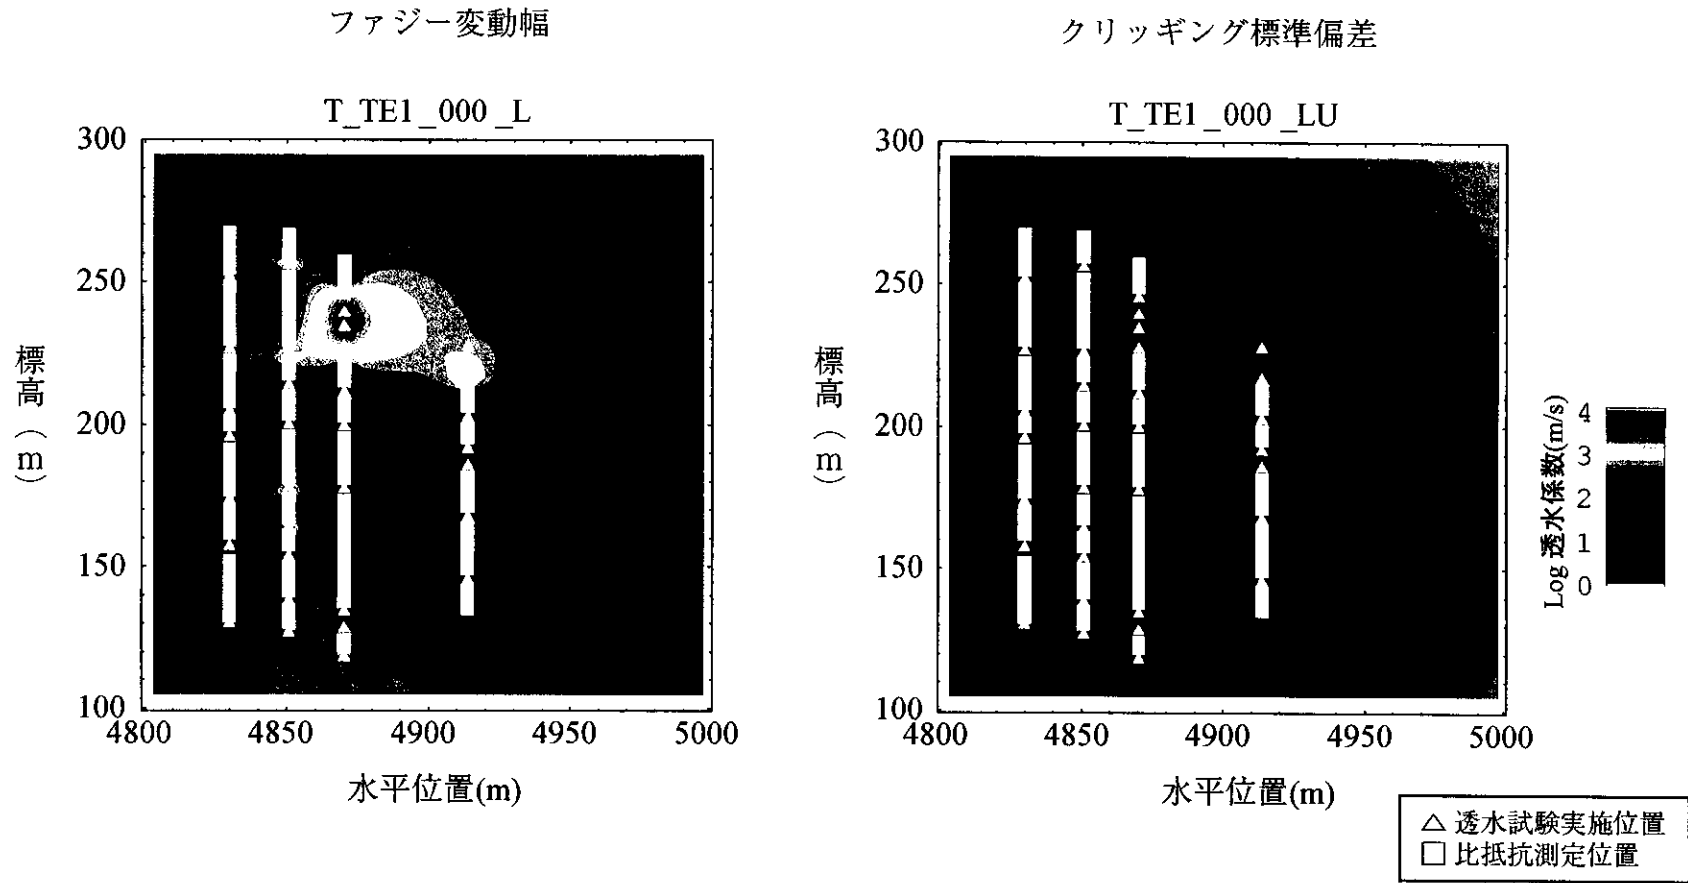 ファジー変動幅
クリッギング標準偏差
T_TE1_000_L
T_TE1_000_LU
300
250
200
150
100
4800
4850
4900
4950
5000
標高(m)
水平位置(m)
300
250
200
150
100
4800
4850
4900
4950
5000
標高(m)
水平位置(m)
Log 透水係数(m/s)
4
3
2
1
0
△ 透水試験実施位置
□ 比抵抗測定位置